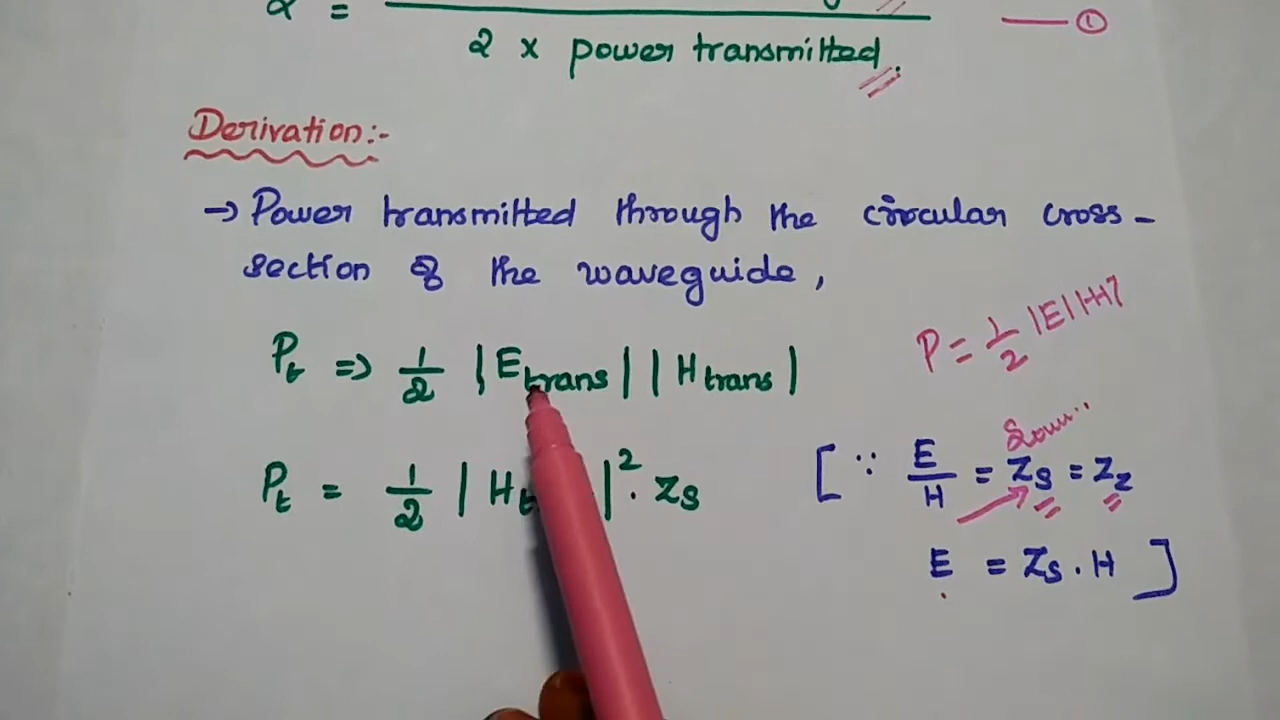 α =
2 x power transmitted. ①
Derivation:-
→ Power transmitted through the circular cross-
section of the waveguide,
P = 1/2 |E| |H|
Pt => 1/2 |Etrans| |Htrans|
[ ∵ E/H = Zs = Zz
Pt = 1/2 |Ht |². Zs
E = Zs . H ]